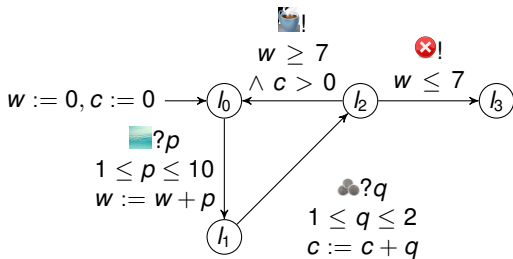 !
w ≥ 7
∧ c > 0
!
w ≤ 7
w := 0, c := 0
l0
l2
l3
?p
1 ≤ p ≤ 10
w := w + p
?q
1 ≤ q ≤ 2
c := c + q
l1